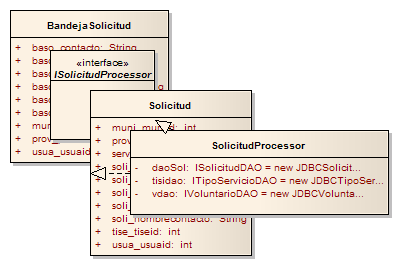 BandejaSolicitud
+ baso_contacto: String
+ baso
+ baso
+ baso
+ baso
+ baso
+ muni
+ prov_
+ usua_usuaid
«interface»
ISolicitudProcessor
Solicitud
+ muni_muniid: int
+ prov
+ serv
+ soli_
+ soli_
+ soli_
+ soli_
+ soli_
+ soli_nombrecontacto: String
+ tise_tiseid: int
+ usua_usuaid: int
SolicitudProcessor
- daoSol: ISolicitudDAO = new JDBCSolicit...
- tisidao: ITipoServicioDAO = new JDBCTipoSer...
- vdao: IVoluntarioDAO = new JDBCVolunta...